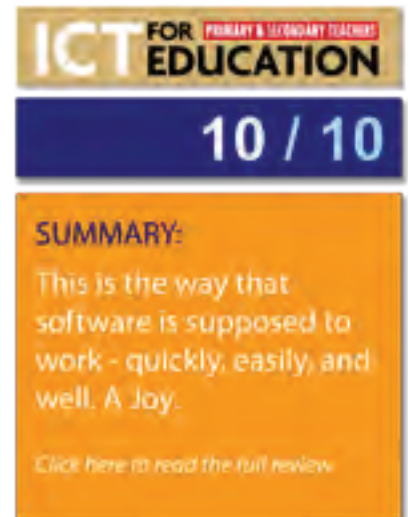 ICT FOR PRIMARY & SECONDARY TEACHERS
EDUCATION
10 / 10
SUMMARY:
This is the way that
software is supposed to
work - quickly, easily, and
well. A Joy.
Click here to read the full review